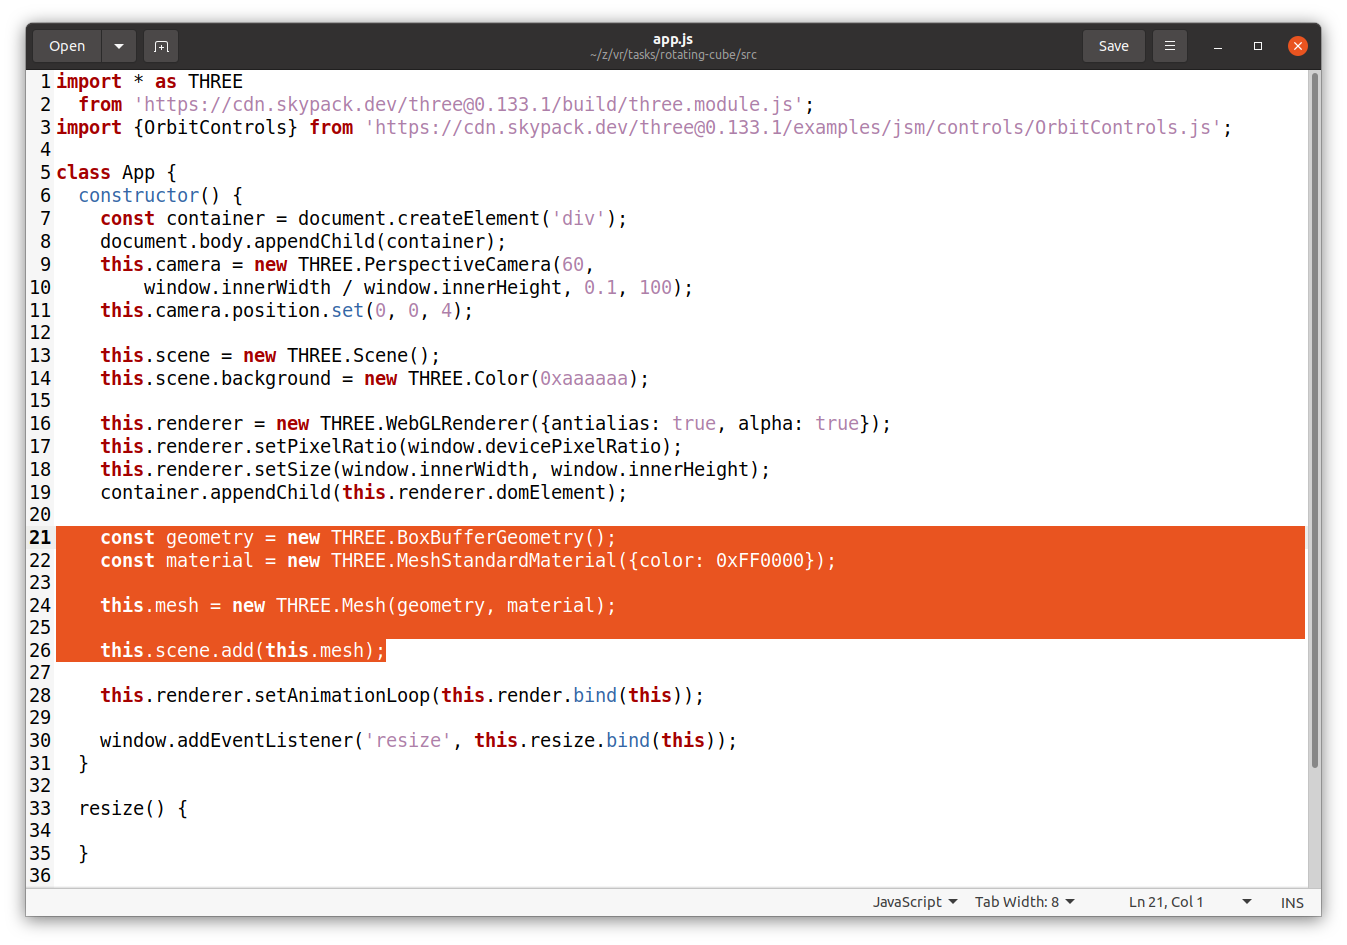 Open
app.js
~/z/vr/tasks/rotating-cube/src
Save
1 import * as THREE
2   from 'https://cdn.skypack.dev/three@0.133.1/build/three.module.js';
3 import {OrbitControls} from 'https://cdn.skypack.dev/three@0.133.1/examples/jsm/controls/OrbitControls.js';
4
5 class App {
6   constructor() {
7     const container = document.createElement('div');
8     document.body.appendChild(container);
9     this.camera = new THREE.PerspectiveCamera(60,
10         window.innerWidth / window.innerHeight, 0.1, 100);
11     this.camera.position.set(0, 0, 4);
12
13     this.scene = new THREE.Scene();
14     this.scene.background = new THREE.Color(0xaaaaaa);
15
16     this.renderer = new THREE.WebGLRenderer({antialias: true, alpha: true});
17     this.renderer.setPixelRatio(window.devicePixelRatio);
18     this.renderer.setSize(window.innerWidth, window.innerHeight);
19     container.appendChild(this.renderer.domElement);
20
21     const geometry = new THREE.BoxBufferGeometry();
22     const material = new THREE.MeshStandardMaterial({color: 0xFF0000});
23
24     this.mesh = new THREE.Mesh(geometry, material);
25
26     this.scene.add(this.mesh);
27
28     this.renderer.setAnimationLoop(this.render.bind(this));
29
30     window.addEventListener('resize', this.resize.bind(this));
31   }
32
33   resize() {
34
35   }
36
JavaScript
Tab Width: 8
Ln 21, Col 1
INS